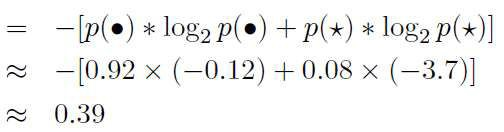 = −[p(●) ∗ log₂ p(●) + p(⋆) ∗ log₂ p(⋆)]
≈ −[0.92 × (−0.12) + 0.08 × (−3.7)]
≈ 0.39